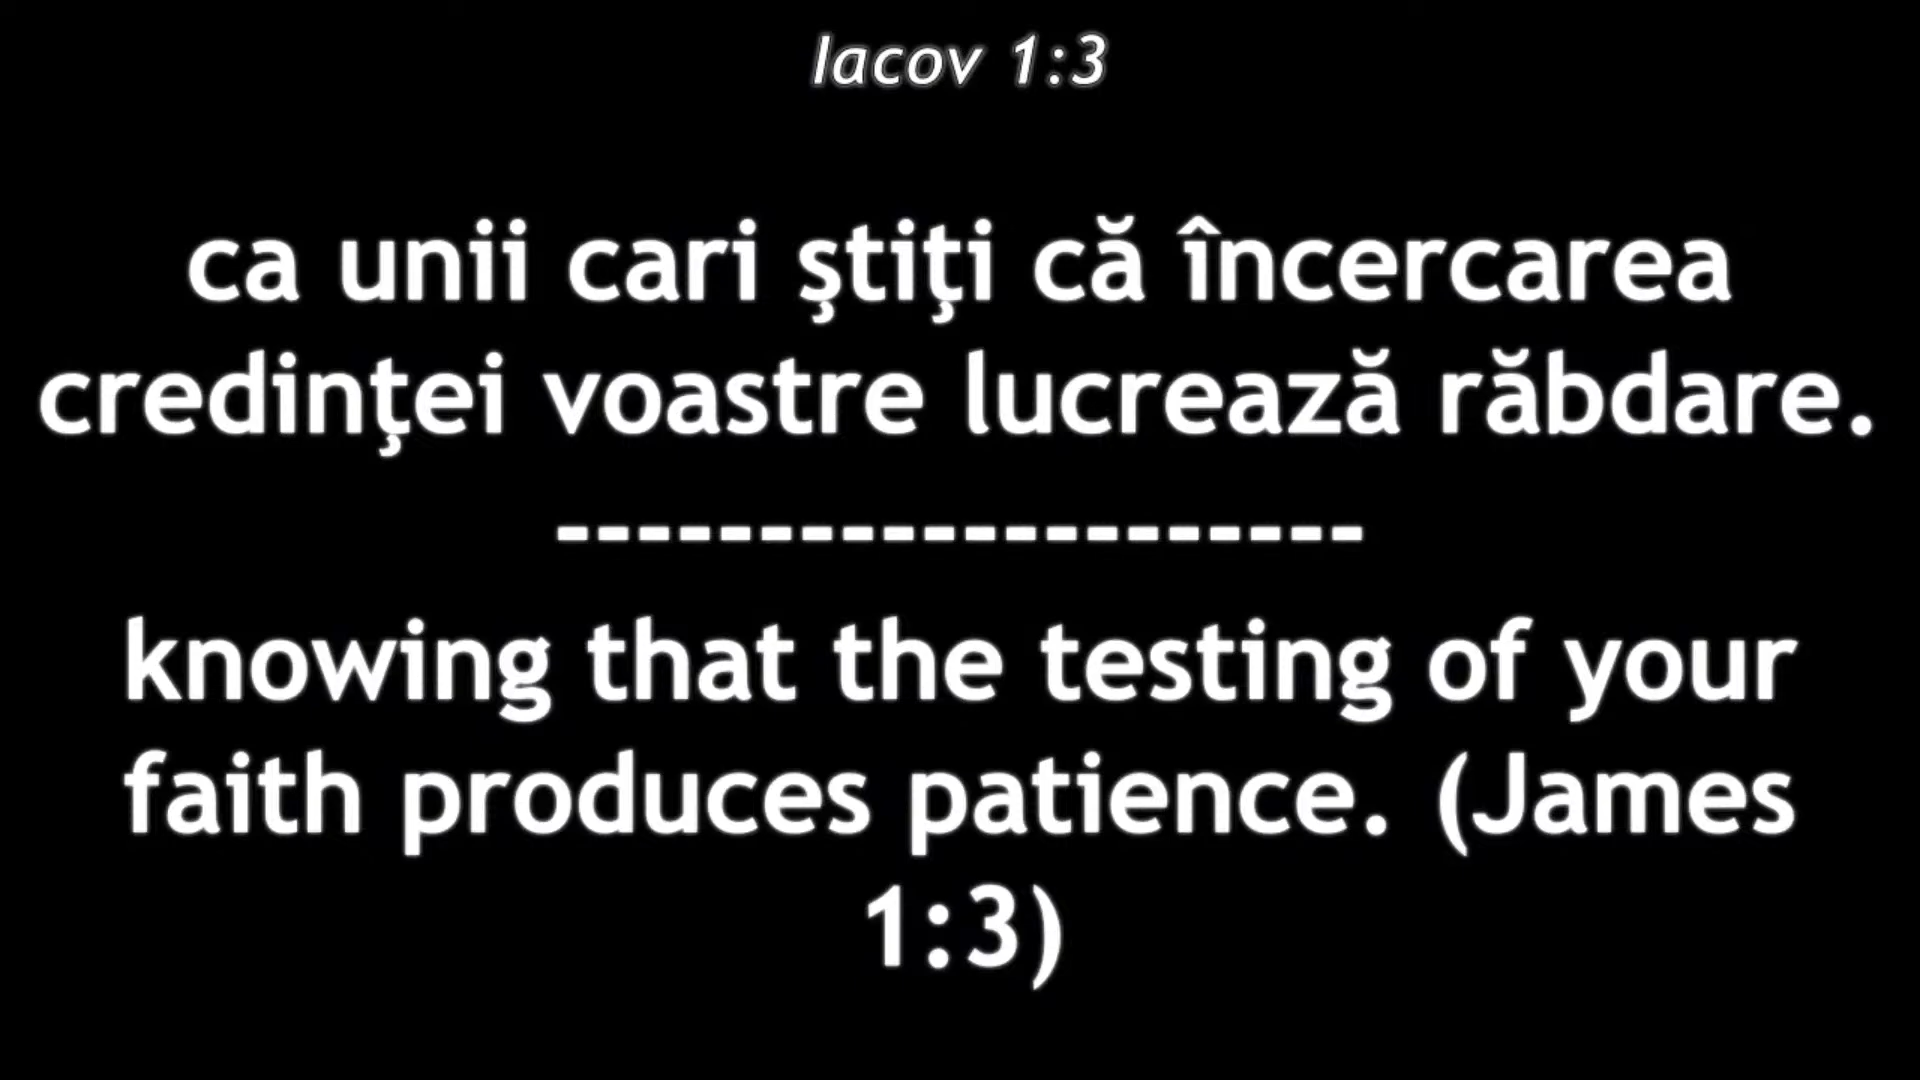 Iacov 1:3
ca unii cari ştiţi că încercarea
credinţei voastre lucrează răbdare.
--------------------
knowing that the testing of your
faith produces patience. (James
1:3)